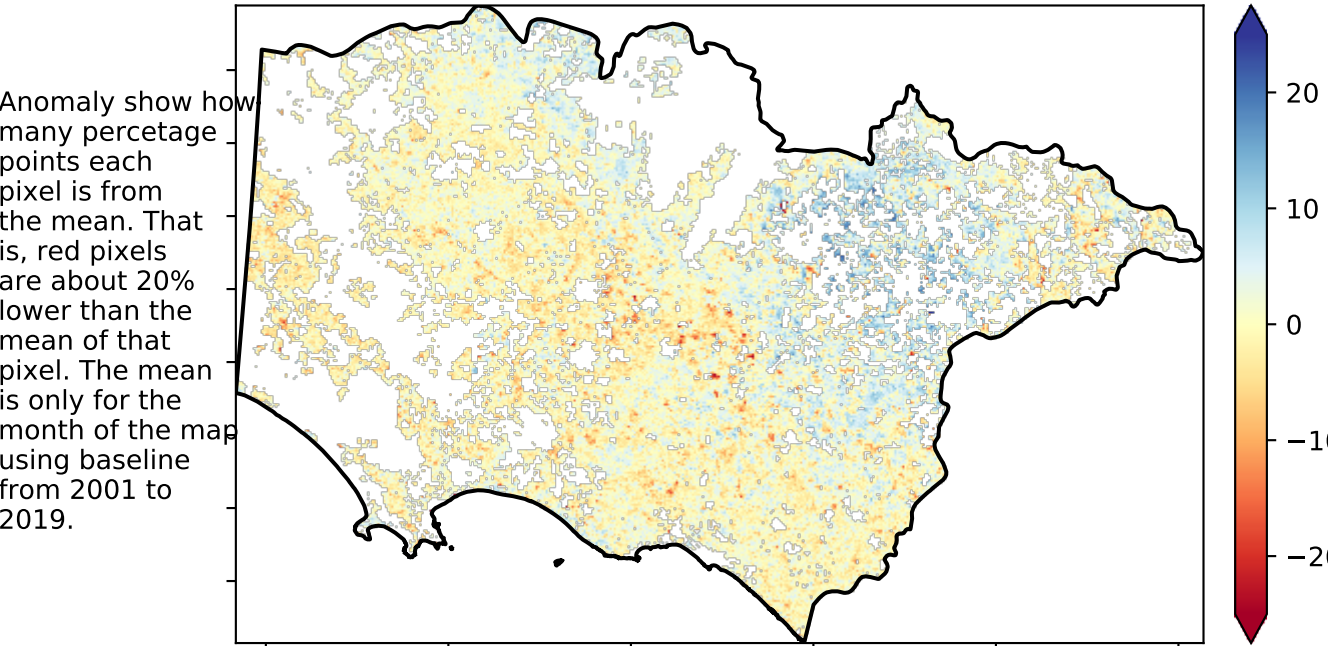 Anomaly show how
many percetage
points each
pixel is from
the mean. That
is, red pixels
are about 20%
lower than the
mean of that
pixel. The mean
is only for the
month of the map
using baseline
from 2001 to
2019.
20
10
0
−10
−20